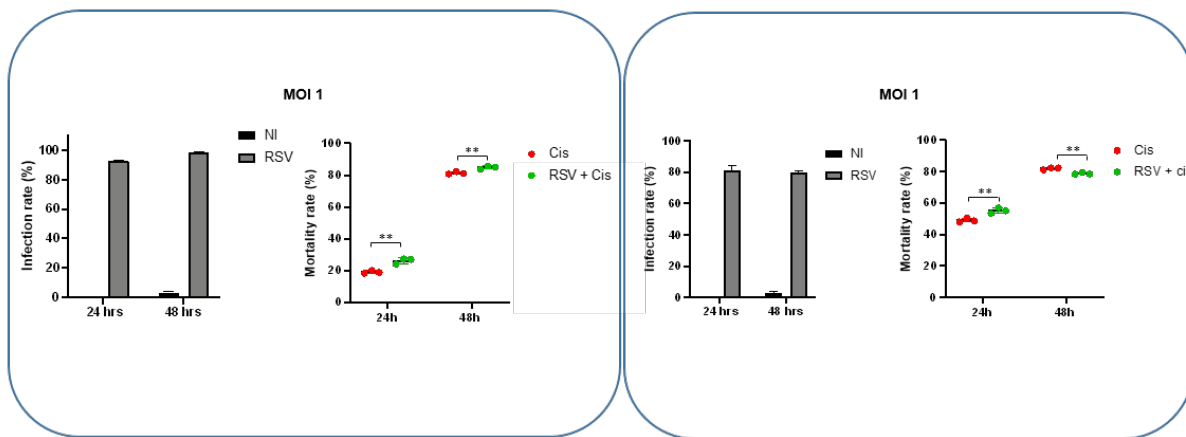 MOI 1
Infection rate (%)
100
80
60
40
20
0
24 hrs
48 hrs
NI
RSV
Mortality rate (%)
100
80
60
40
20
0
**
**
24h
48h
Cis
RSV + Cis
MOI 1
Infection rate (%)
100
80
60
40
20
0
24 hrs
48 hrs
NI
RSV
Mortality rate (%)
100
80
60
40
20
0
**
**
24h
48h
Cis
RSV + ci